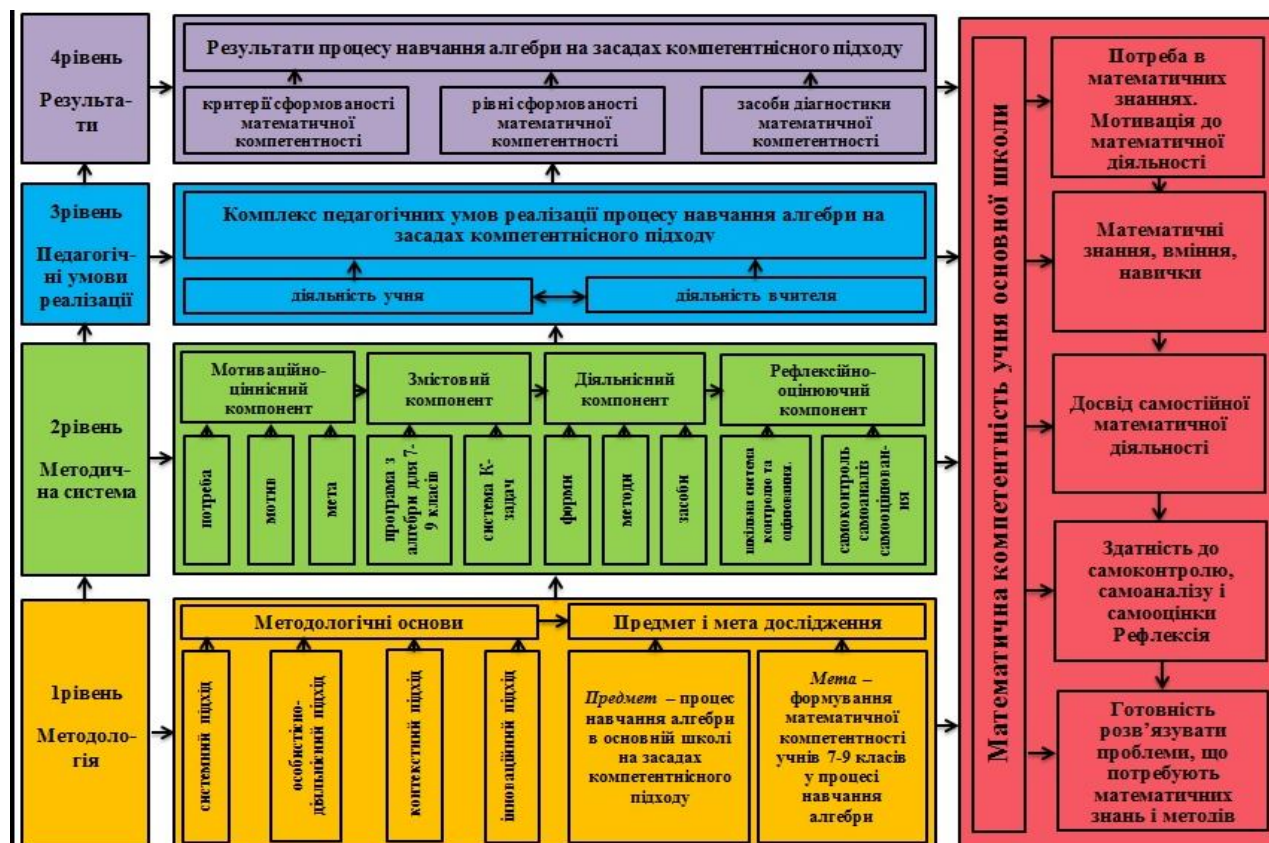 4рівень
Результа-
ти
Результати процесу навчання алгебри на засадах компетентнісного підходу
критерії сформованості
математичної
компетентності
рівні сформованості
математичної
компетентності
засоби діагностики
математичної
компетентності
3рівень
Педагогіч-
ні умови
реалізації
Комплекс педагогічних умов реалізації процесу навчання алгебри на
засадах компетентнісного підходу
діяльність учня
діяльність вчителя
2рівень
Методич-
на система
Мотиваційно-
ціннісний
компонент
Змістовий
компонент
Діяльнісний
компонент
Рефлексійно-
оцінюючий
компонент
потреба
мотив
мета
програма з
алгебри для 7-
9 класів
система К-
задач
форми
методи
засоби
шкільна система
контролю та
оцінювання.
самоконтроль
самоаналіз
самооцінюван-
ня
1рівень
Методоло-
гія
Методологічні основи
Предмет і мета дослідження
системний підхід
особистісно-
діяльнісний підхід
контекстний підхід
інноваційний підхід
Предмет – процес
навчання алгебри
в основній школі
на засадах
компетентнісного
підходу
Мета –
формування
математичної
компетентності
учнів 7-9 класів
у процесі
навчання
алгебри
Математична компетентність учня основної школи
Потреба в
математичних
знаннях.
Мотивація до
математичної
діяльності
Математичні
знання, вміння,
навички
Досвід самостійної
математичної
діяльності
Здатність до
самоконтролю,
самоаналізу і
самооцінки
Рефлексія
Готовність
розв’язувати
проблеми, що
потребують
математичних
знань і метолів